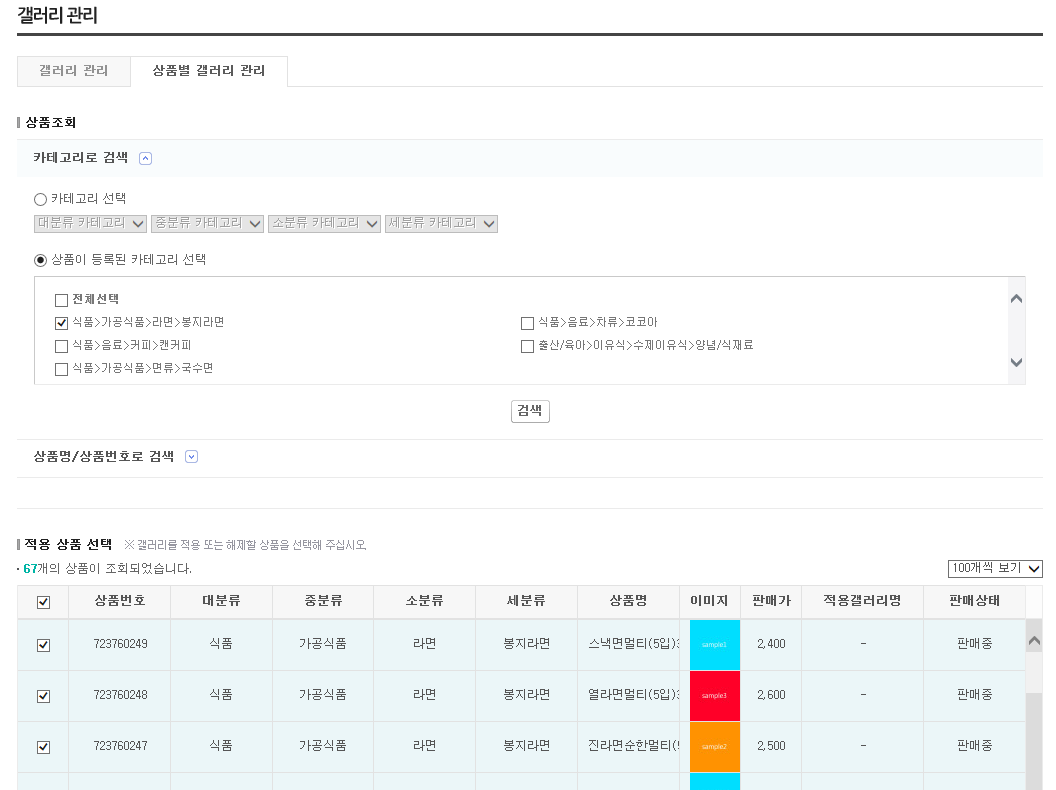 갤러리 관리
갤러리 관리 상품별 갤러리 관리
상품조회
카테고리로 검색
카테고리 선택
대분류 카테고리 중분류 카테고리 소분류 카테고리 세분류 카테고리
상품이 등록된 카테고리 선택
전체선택
식품>가공식품>라면>봉지라면 식품>음료>차류>코코아
식품>음료>커피>캔커피 출산/육아>이유식>수제이유식>양념/식재료
식품>가공식품>면류>국수면
검색
상품명/상품번호로 검색
적용 상품 선택 ※ 갤러리를 적용 또는 해제할 상품을 선택해 주십시오.
· 67개의 상품이 조회되었습니다. 100개씩 보기
상품번호 대분류 중분류 소분류 세분류 상품명 이미지 판매가 적용갤러리명 판매상태
723760249 식품 가공식품 라면 봉지라면 스낵면멀티(5입) sample1 2,400 - 판매중
723760248 식품 가공식품 라면 봉지라면 열라면멀티(5입) sample3 2,600 - 판매중
723760247 식품 가공식품 라면 봉지라면 진라면순한멀티( sample2 2,500 - 판매중